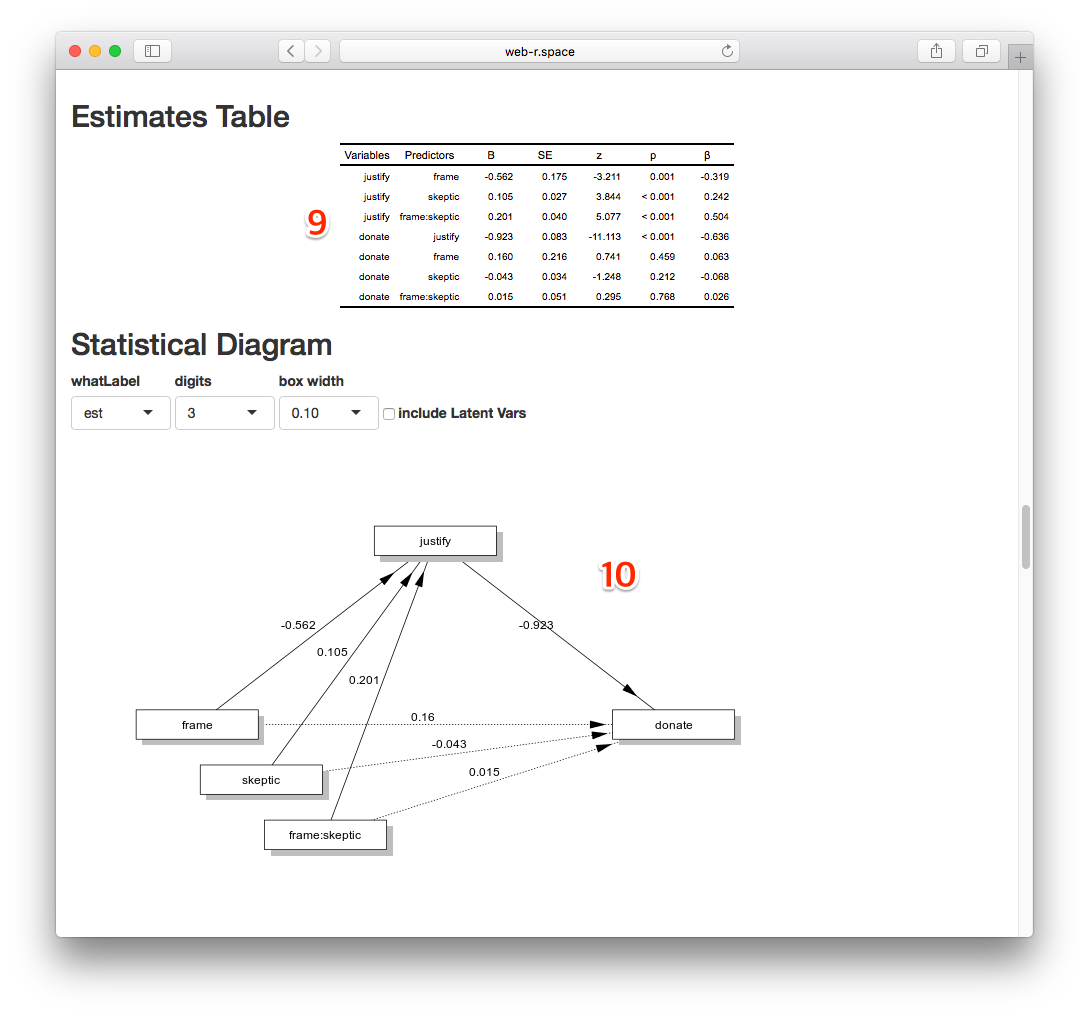 web-r.space
Estimates Table
Variables Predictors B SE z p β
justify frame -0.562 0.175 -3.211 0.001 -0.319
justify skeptic 0.105 0.027 3.844 < 0.001 0.242
justify frame:skeptic 0.201 0.040 5.077 < 0.001 0.504
9
donate justify -0.923 0.083 -11.113 < 0.001 -0.636
donate frame 0.160 0.216 0.741 0.459 0.063
donate skeptic -0.043 0.034 -1.248 0.212 -0.068
donate frame:skeptic 0.015 0.051 0.295 0.768 0.026
Statistical Diagram
whatLabel digits box width
est 3 0.10 include Latent Vars
justify
10
-0.562 -0.923
0.105
0.201
frame 0.16 donate
-0.043
skeptic 0.015
frame:skeptic